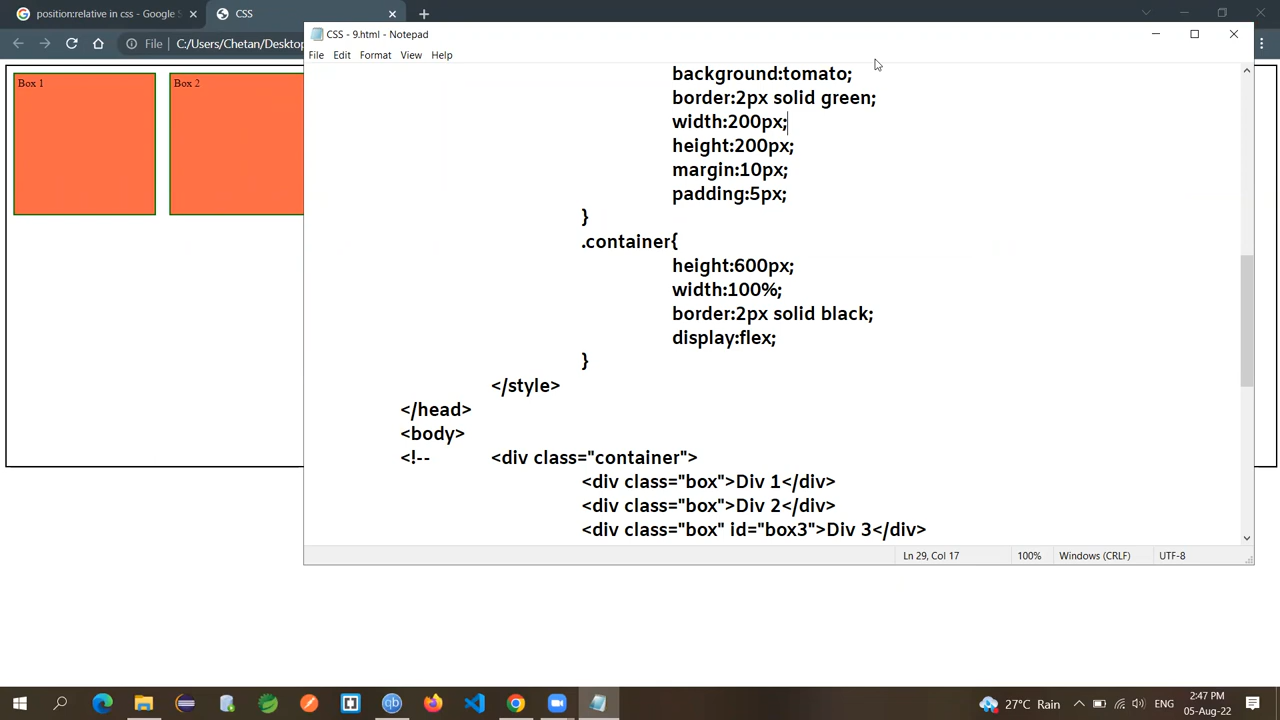 position:relative in css - Google S
CSS
File
C:/Users/Chetan/Desktop
CSS - 9.html - Notepad
File Edit Format View Help
Box 1
Box 2
background:tomato;
border:2px solid green;
width:200px;
height:200px;
margin:10px;
padding:5px;
}
.container{
height:600px;
width:100%;
border:2px solid black;
display:flex;
}
</style>
</head>
<body>
<!-- <div class="container">
<div class="box">Div 1</div>
<div class="box">Div 2</div>
<div class="box" id="box3">Div 3</div>
Ln 29, Col 17
100%
Windows (CRLF)
UTF-8
27°C Rain
ENG
2:47 PM
05-Aug-22